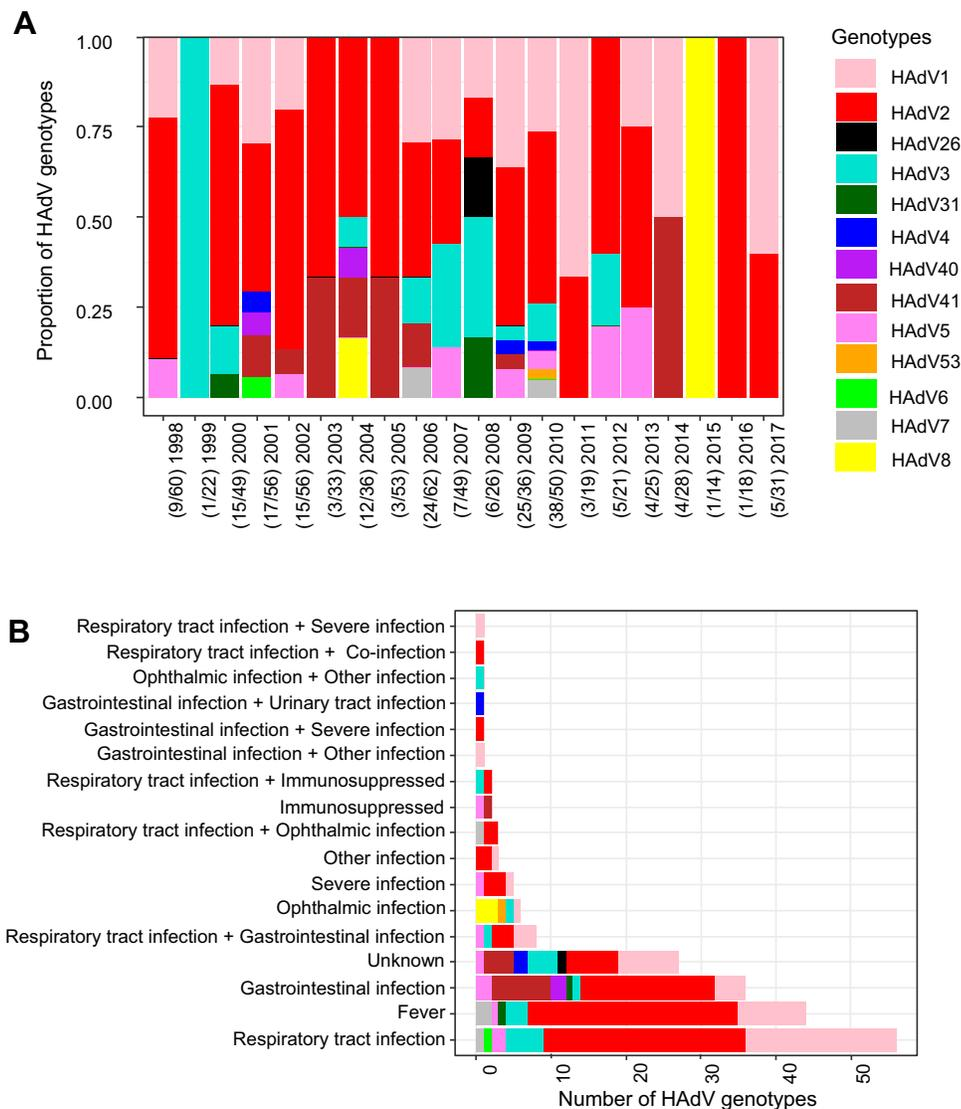 A
Proportion of HAdV genotypes
1.00
0.75
0.50
0.25
0.00
(9/60) 1998
(1/22) 1999
(15/49) 2000
(17/56) 2001
(15/56) 2002
(3/33) 2003
(12/36) 2004
(3/53) 2005
(24/62) 2006
(7/49) 2007
(6/26) 2008
(25/36) 2009
(38/50) 2010
(3/19) 2011
(5/21) 2012
(4/25) 2013
(4/28) 2014
(1/14) 2015
(1/18) 2016
(5/31) 2017
Genotypes
HAdV1
HAdV2
HAdV26
HAdV3
HAdV31
HAdV4
HAdV40
HAdV41
HAdV5
HAdV53
HAdV6
HAdV7
HAdV8
B
Respiratory tract infection + Severe infection
Respiratory tract infection + Co-infection
Ophthalmic infection + Other infection
Gastrointestinal infection + Urinary tract infection
Gastrointestinal infection + Severe infection
Gastrointestinal infection + Other infection
Respiratory tract infection + Immunosuppressed
Immunosuppressed
Respiratory tract infection + Ophthalmic infection
Other infection
Severe infection
Ophthalmic infection
Respiratory tract infection + Gastrointestinal infection
Unknown
Gastrointestinal infection
Fever
Respiratory tract infection
0
10
20
30
40
50
Number of HAdV genotypes